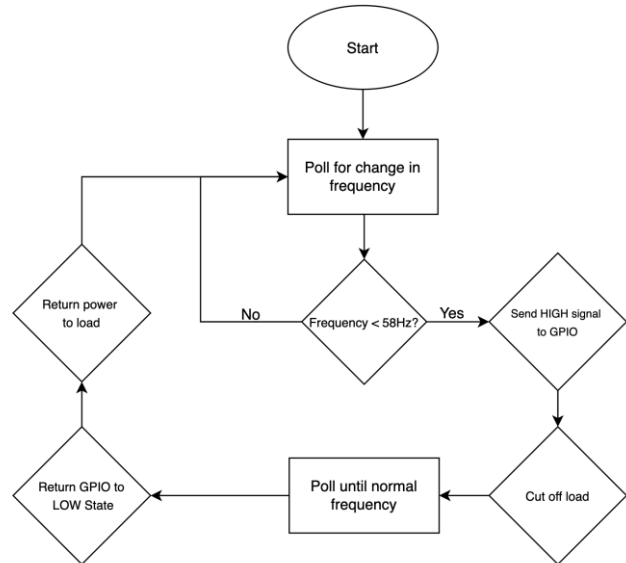 Start
Poll for change in
frequency
Frequency < 58Hz?
No
Yes
Send HIGH signal
to GPIO
Cut off load
Poll until normal
frequency
Return GPIO to
LOW State
Return power
to load